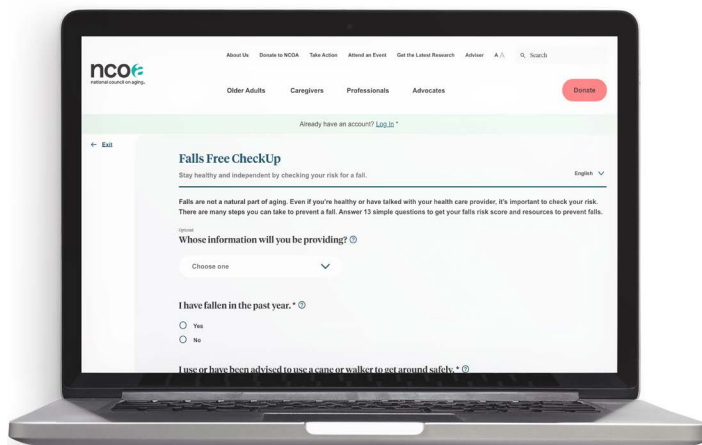 About Us Donate to NCOA Take Action Attend an Event Get the Latest Research Adviser A A Search
ncoa
national council on aging.
Older Adults Caregivers Professionals Advocates Donate
Already have an account? Log In *
← Exit
Falls Free CheckUp
Stay healthy and independent by checking your risk for a fall.
English
Falls are not a natural part of aging. Even if you're healthy or have talked with your health care provider, it's important to check your risk.
There are many steps you can take to prevent a fall. Answer 13 simple questions to get your falls risk score and resources to prevent falls.
Optional
Whose information will you be providing? ?
Choose one
I have fallen in the past year. * ?
Yes
No
I use or have been advised to use a cane or walker to get around safely. * ?